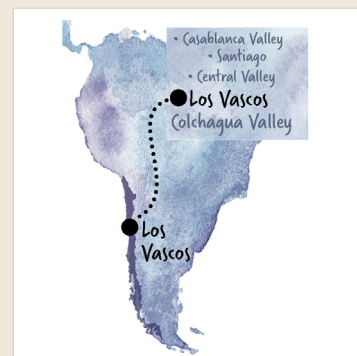 • Casablanca Valley
• Santiago
• Central Valley
Los Vascos
Colchagua Valley
Los
Vascos